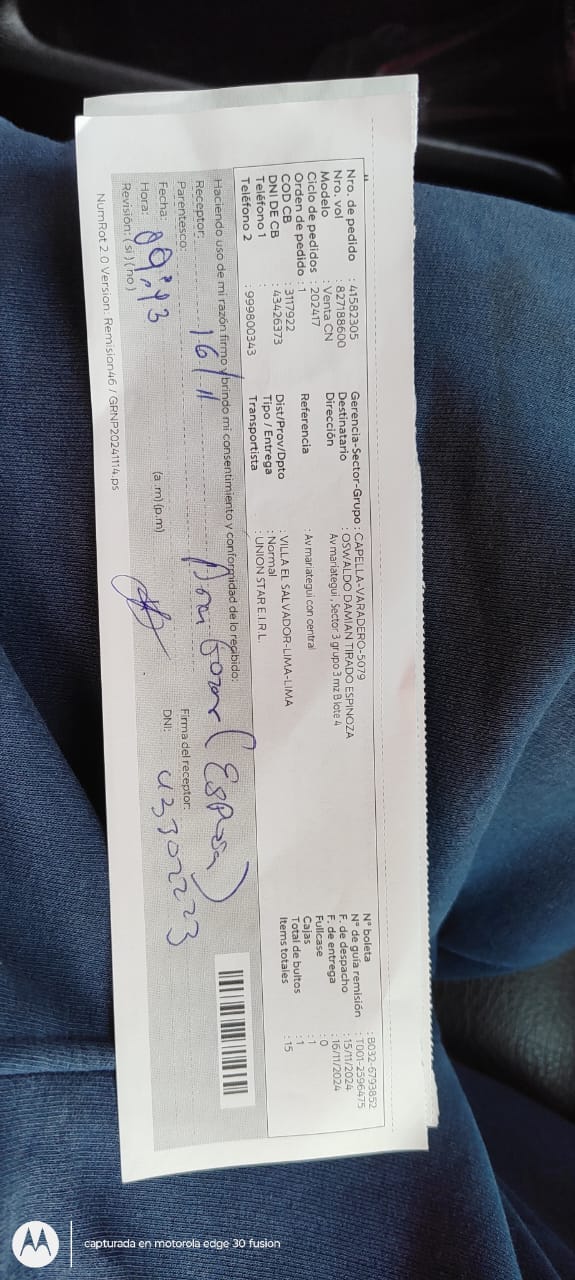 Nro. de pedido : 41582305
Nro. vol : 827188600
Modelo : Venta CN
Ciclo de pedidos : 202417
Orden de pedido : 1
COD CB : 3117922
DNI DE CB : 43426373
Teléfono 1 :
Teléfono 2 : 999800343
Gerencia-Sector-Grupo : CAPELLA-VARADERO-5079
Destinatario : OSWALDO DAMIAN TIRADO ESPINOZA
Dirección : Av mariategui , Sector 3 grupo 3 mz B lote 4
Referencia : Av mariategui con central
Dist/Prov/Dpto : VILLA EL SALVADOR-LIMA-LIMA
Tipo / Entrega : Normal
Transportista : UNION STAR E.I.R.L.
N° boleta : B032-6793852
N° de guía remisión : T001-2596475
F. de despacho : 15/11/2024
F. de entrega : 16/11/2024
Fullcase : 0
Cajas : 1
Total de bultos : 1
Items totales : 15
Haciendo uso de mi razón firmo y brindo mi consentimiento y conformidad de lo recibido:
Receptor: (Esposa)
Parentesco:
Fecha: 16/11
Firma del receptor:
Hora: 09:43 (a .m) (p.m)
DNI: 43302223
Revisión: ( si ) ( no )
NumRot 2.0 Version: Remision46 / GRNP20241114.ps
capturada en motorola edge 30 fusion